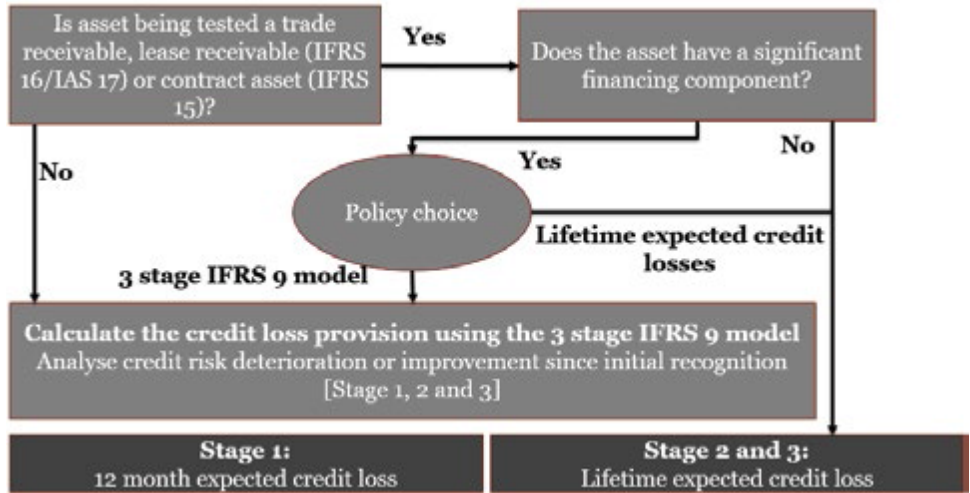 Is asset being tested a trade
receivable, lease receivable (IFRS
16/IAS 17) or contract asset (IFRS
15)?
Yes
Does the asset have a significant
financing component?
No
Yes
No
Policy choice
Lifetime expected credit
losses
3 stage IFRS 9 model
Calculate the credit loss provision using the 3 stage IFRS 9 model
Analyse credit risk deterioration or improvement since initial recognition
[Stage 1, 2 and 3]
Stage 1:
12 month expected credit loss
Stage 2 and 3:
Lifetime expected credit loss